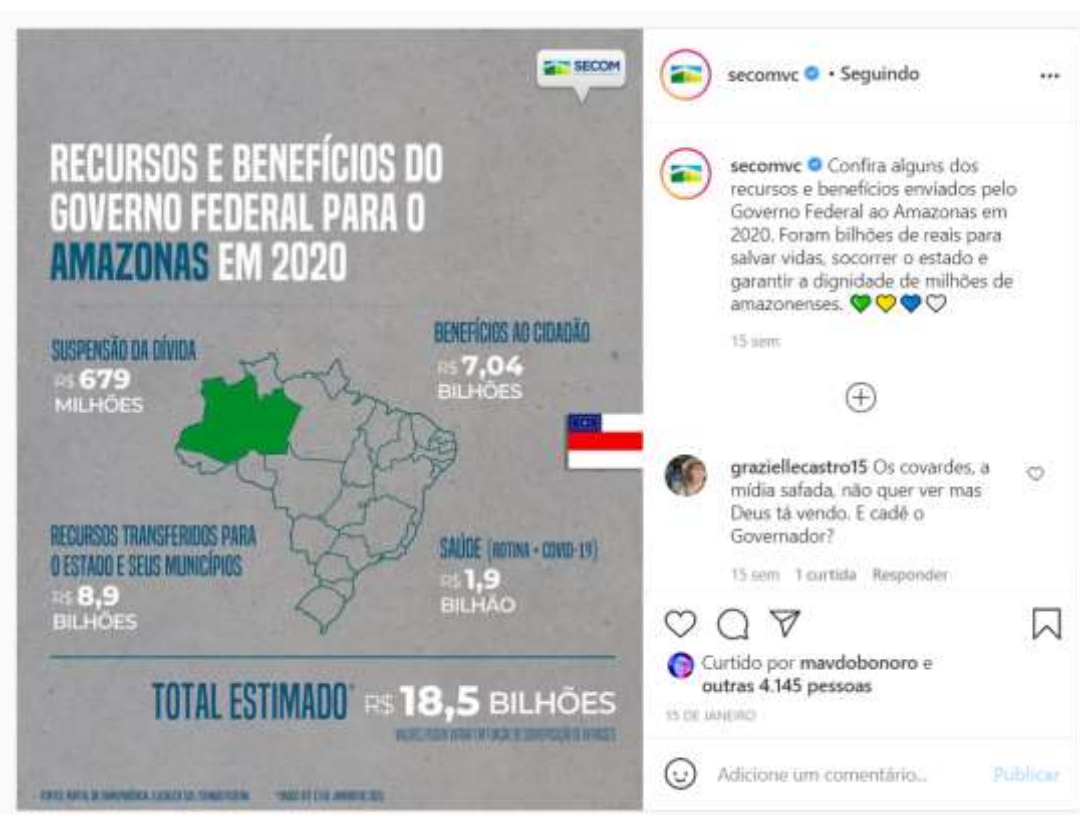 SECOM
RECURSOS E BENEFÍCIOS DO
GOVERNO FEDERAL PARA O
AMAZONAS EM 2020
SUSPENSÃO DA DÍVIDA
R$ 679
MILHÕES
BENEFÍCIOS AO CIDADÃO
R$ 7,04
BILHÕES
RECURSOS TRANSFERIDOS PARA
O ESTADO E SEUS MUNICÍPIOS
R$ 8,9
BILHÕES
SAÚDE (ROTINA + COVID-19)
R$ 1,9
BILHÃO
TOTAL ESTIMADO* R$ 18,5 BILHÕES
secomvc • Seguindo
secomvc Confira alguns dos
recursos e benefícios enviados pelo
Governo Federal ao Amazonas em
2020. Foram bilhões de reais para
salvar vidas, socorrer o estado e
garantir a dignidade de milhões de
amazonenses. 💚💛💙🤍
15 sem
graziellecastro15 Os covardes, a
mídia safada, não quer ver mas
Deus tá vendo. E cadê o
Governador?
15 sem 1 curtida Responder
Curtido por mavdobonoro e
outras 4.145 pessoas
15 DE JANEIRO
Adicione um comentário... Publicar